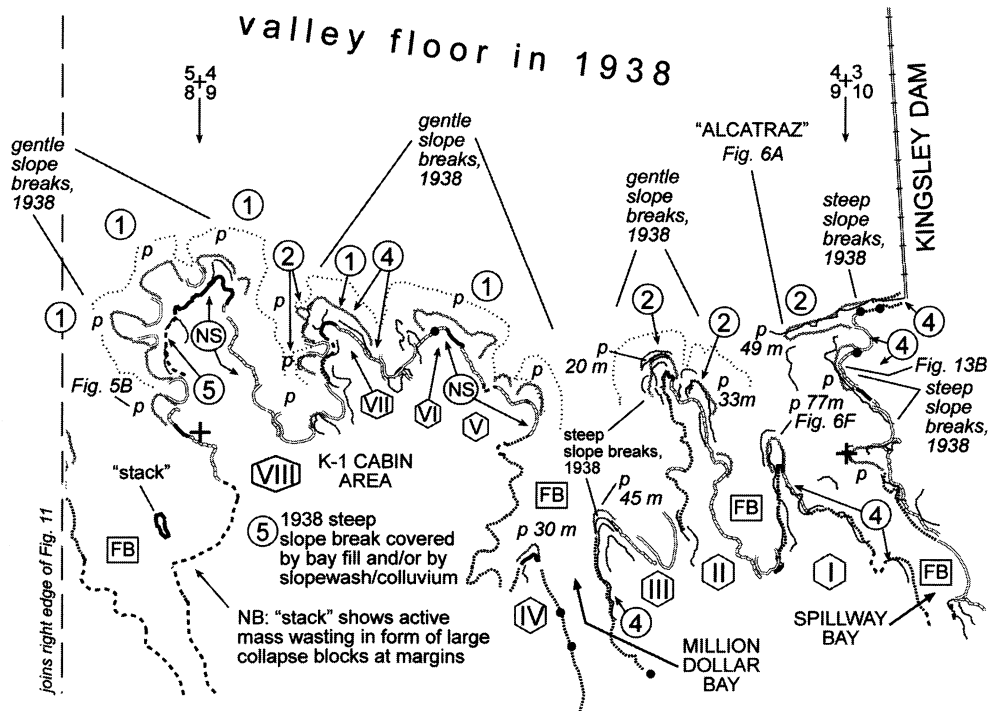 valley floor in 1938
5 4
8 9
4 3
9 10
KINGSLEY DAM
"ALCATRAZ"
Fig. 6A
gentle
slope
breaks,
1938
gentle
slope
breaks,
1938
gentle
slope
breaks,
1938
steep
slope
breaks,
1938
1
1
2
1
4
1
2
2
2
4
4
1
p
p
p
p
p
p
p
p
p
20 m
p
33m
p
49 m
NS
NS
5
Fig. 5B
p
p
VII
VI
V
Fig. 13B
steep
slope
breaks,
1938
p
p 77m
Fig. 6F
p
"stack"
VIII
K-1 CABIN
AREA
steep
slope breaks,
1938
p
45 m
FB
FB
FB
FB
p 30 m
5
1938 steep
slope break covered
by bay fill and/or by
slopewash/colluvium
4
4
IV
III
II
I
NB: "stack" shows active
mass wasting in form of large
collapse blocks at margins
MILLION
DOLLAR
BAY
SPILLWAY
BAY
joins right edge of Fig. 11